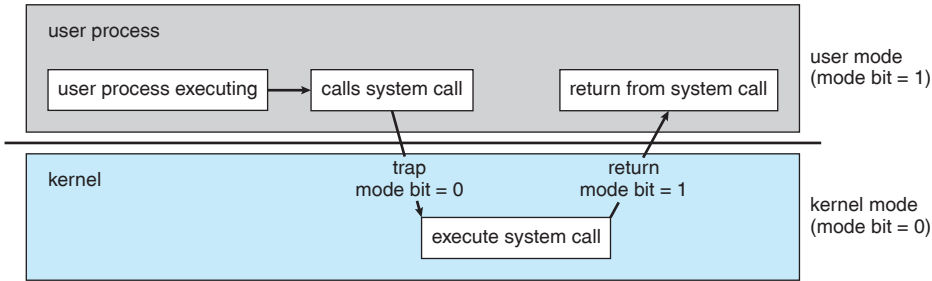 user process
user process executing
calls system call
return from system call
user mode
(mode bit = 1)
trap
mode bit = 0
return
mode bit = 1
kernel
execute system call
kernel mode
(mode bit = 0)